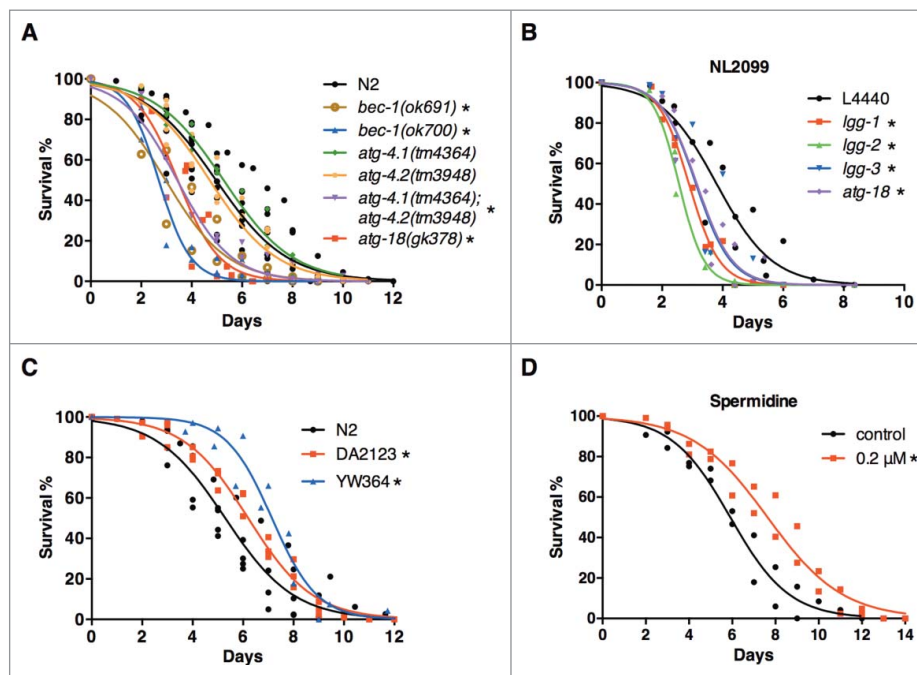 A
Survival %
100
80
60
40
20
0
0 2 4 6 8 10 12
Days
N2
bec-1(ok691) *
bec-1(ok700) *
atg-4.1(tm4364)
atg-4.2(tm3948)
atg-4.1(tm4364);
atg-4.2(tm3948) *
atg-18(gk378) *
B
NL2099
Survival %
100
80
60
40
20
0
0 2 4 6 8 10
Days
L4440
lgg-1 *
lgg-2 *
lgg-3 *
atg-18 *
C
Survival %
100
80
60
40
20
0
0 2 4 6 8 10 12
Days
N2
DA2123 *
YW364 *
D
Spermidine
Survival %
100
80
60
40
20
0
0 2 4 6 8 10 12 14
Days
control
0.2 µM *